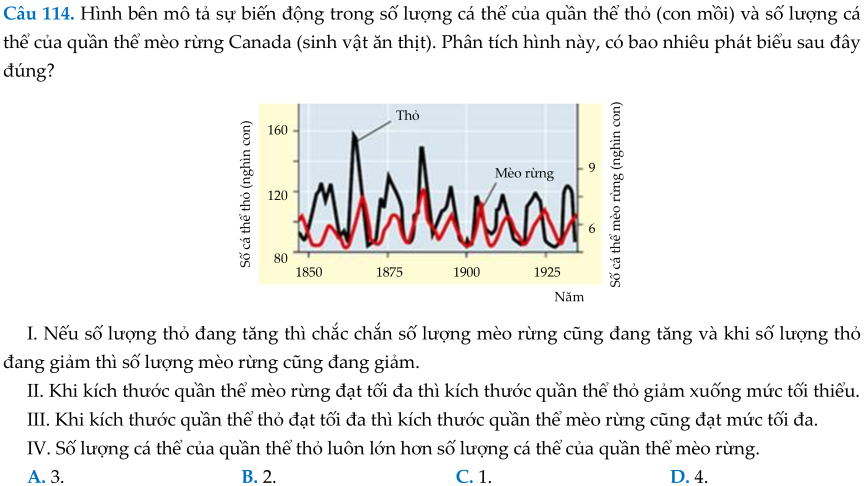 Câu 114. Hình bên mô tả sự biến động trong số lượng cá thể của quần thể thỏ (con mồi) và số lượng cá
thể của quần thể mèo rừng Canada (sinh vật ăn thịt). Phân tích hình này, có bao nhiêu phát biểu sau đây
đúng?
Số cá thể thỏ (nghìn con)
160
120
80
Thỏ
Mèo rừng
9
6
Số cá thể mèo rừng (nghìn con)
1850 1875 1900 1925
Năm
I. Nếu số lượng thỏ đang tăng thì chắc chắn số lượng mèo rừng cũng đang tăng và khi số lượng thỏ
đang giảm thì số lượng mèo rừng cũng đang giảm.
II. Khi kích thước quần thể mèo rừng đạt tối đa thì kích thước quần thể thỏ giảm xuống mức tối thiểu.
III. Khi kích thước quần thể thỏ đạt tối đa thì kích thước quần thể mèo rừng cũng đạt mức tối đa.
IV. Số lượng cá thể của quần thể thỏ luôn lớn hơn số lượng cá thể của quần thể mèo rừng.
A. 3. B. 2. C. 1. D. 4.